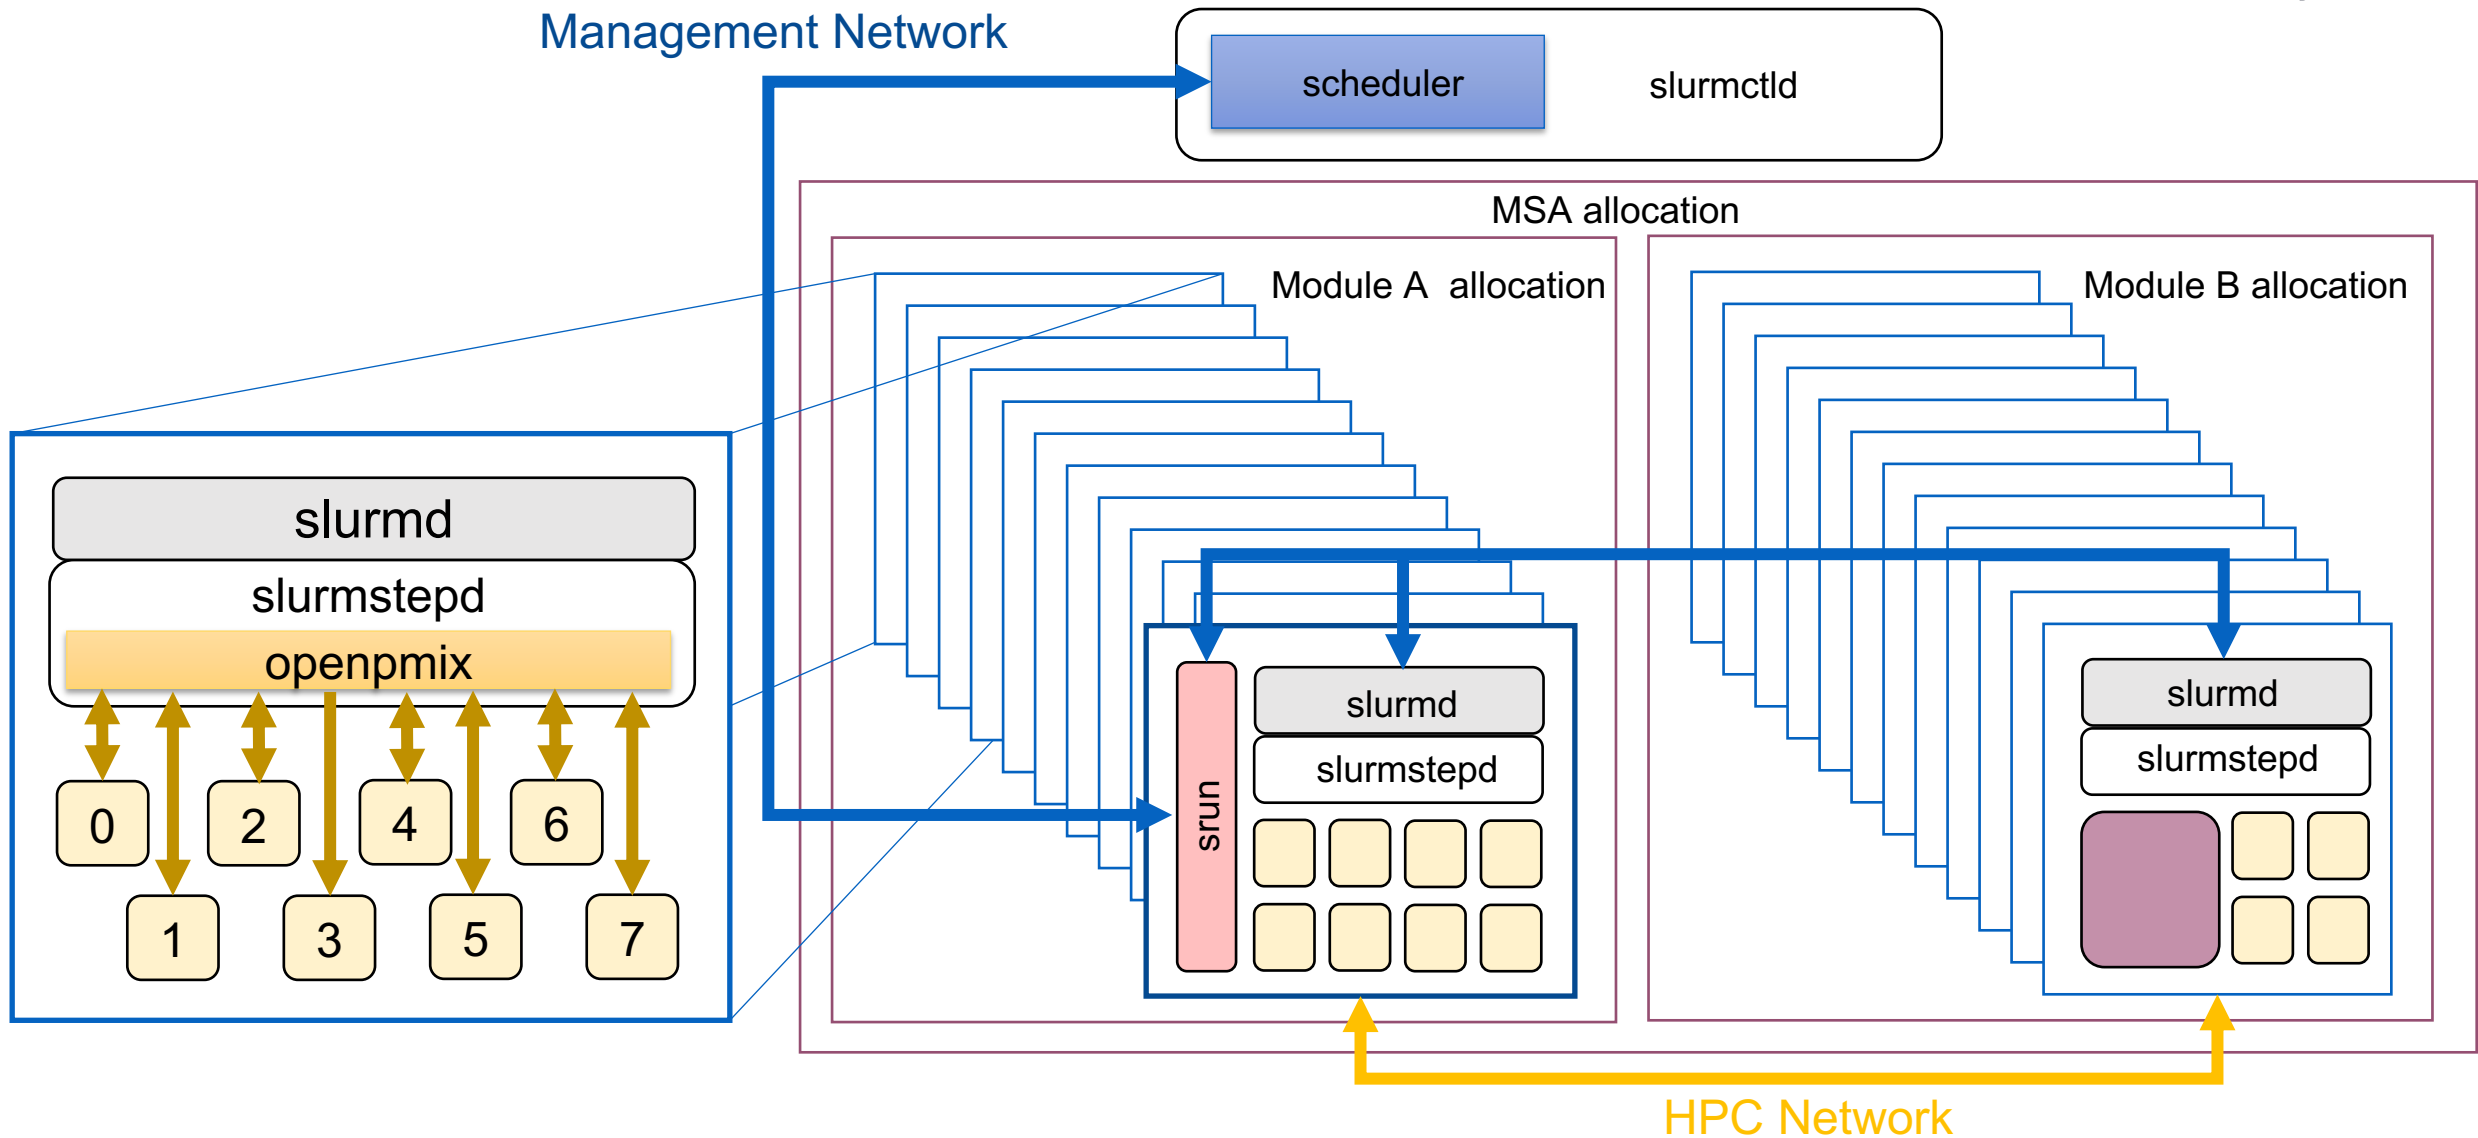 Management Network
scheduler
slurmctld
MSA allocation
Module A allocation
Module B allocation
slurmd
slurmstepd
openpmix
0
2
4
6
1
3
5
7
srun
slurmd
slurmstepd
slurmd
slurmstepd
HPC Network